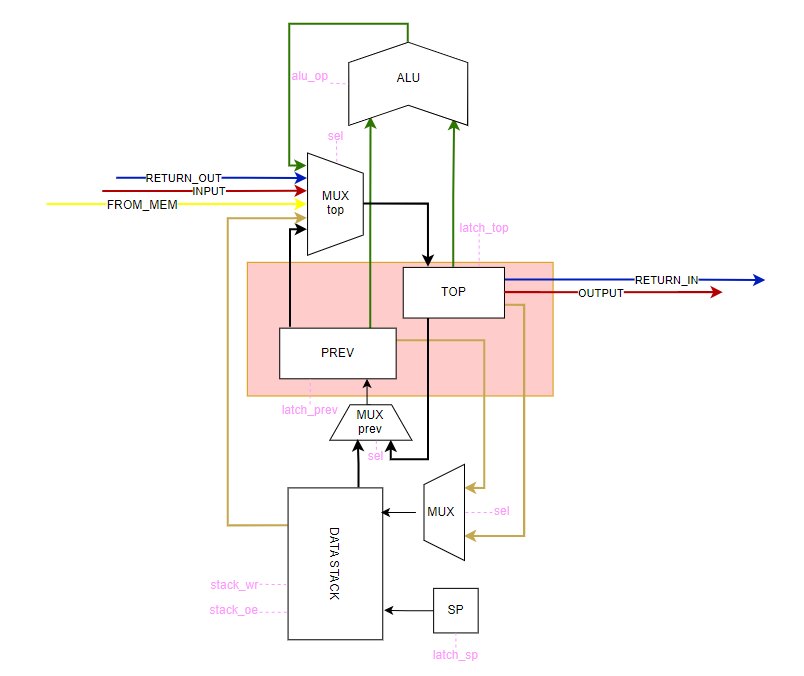 ALU
alu_op
sel
RETURN_OUT
INPUT
FROM_MEM
MUX
top
latch_top
TOP
RETURN_IN
OUTPUT
PREV
latch_prev
MUX
prev
sel
MUX
sel
DATA STACK
stack_wr
stack_oe
SP
latch_sp